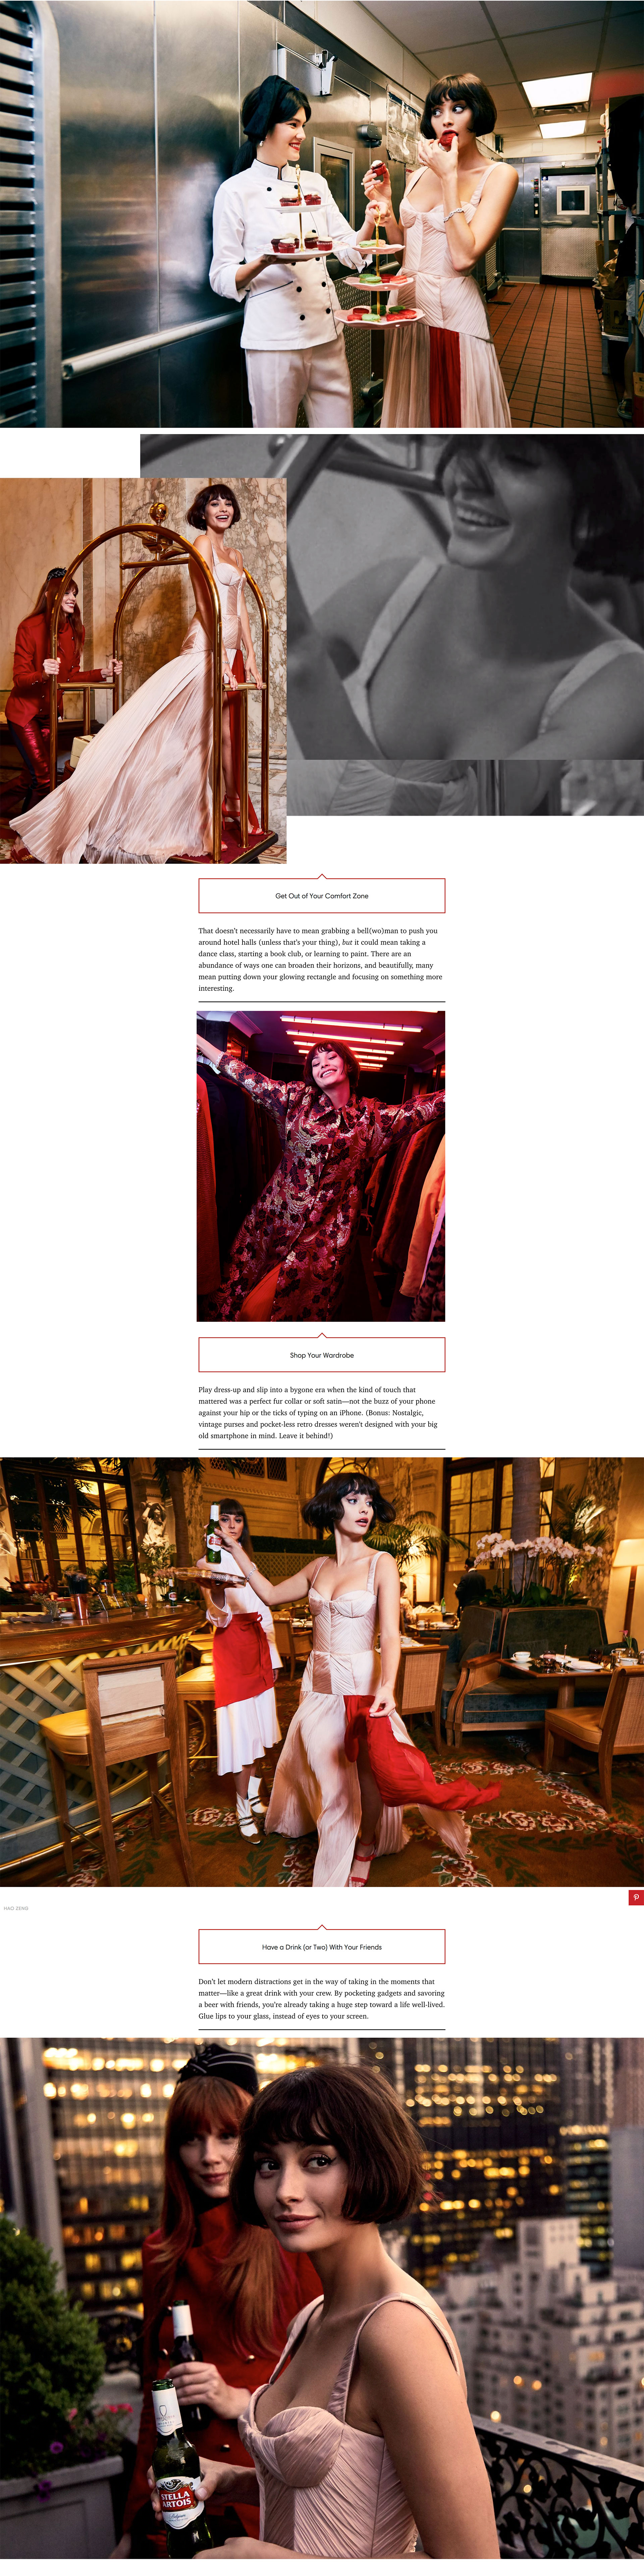 Get Out of Your Comfort Zone
That doesn't necessarily have to mean grabbing a bell(wo)man to push you
around hotel halls (unless that's your thing), but it could mean taking a
dance class, starting a book club, or learning to paint. There are an
abundance of ways one can broaden their horizons, and beautifully, many
mean putting down your glowing rectangle and focusing on something more
interesting.
Shop Your Wardrobe
Play dress-up and slip into a bygone era when the kind of touch that
mattered was a perfect fur collar or soft satin—not the buzz of your phone
against your hip or the ticks of typing on an iPhone. (Bonus: Nostalgic,
vintage purses and pocket-less retro dresses weren't designed with your big
old smartphone in mind. Leave it behind!)
HAO ZENG
Have a Drink (or Two) With Your Friends
Don't let modern distractions get in the way of taking in the moments that
matter—like a great drink with your crew. By pocketing gadgets and savoring
a beer with friends, you're already taking a huge step toward a life well-lived.
Glue lips to your glass, instead of eyes to your screen.
STELLA
ARTOIS